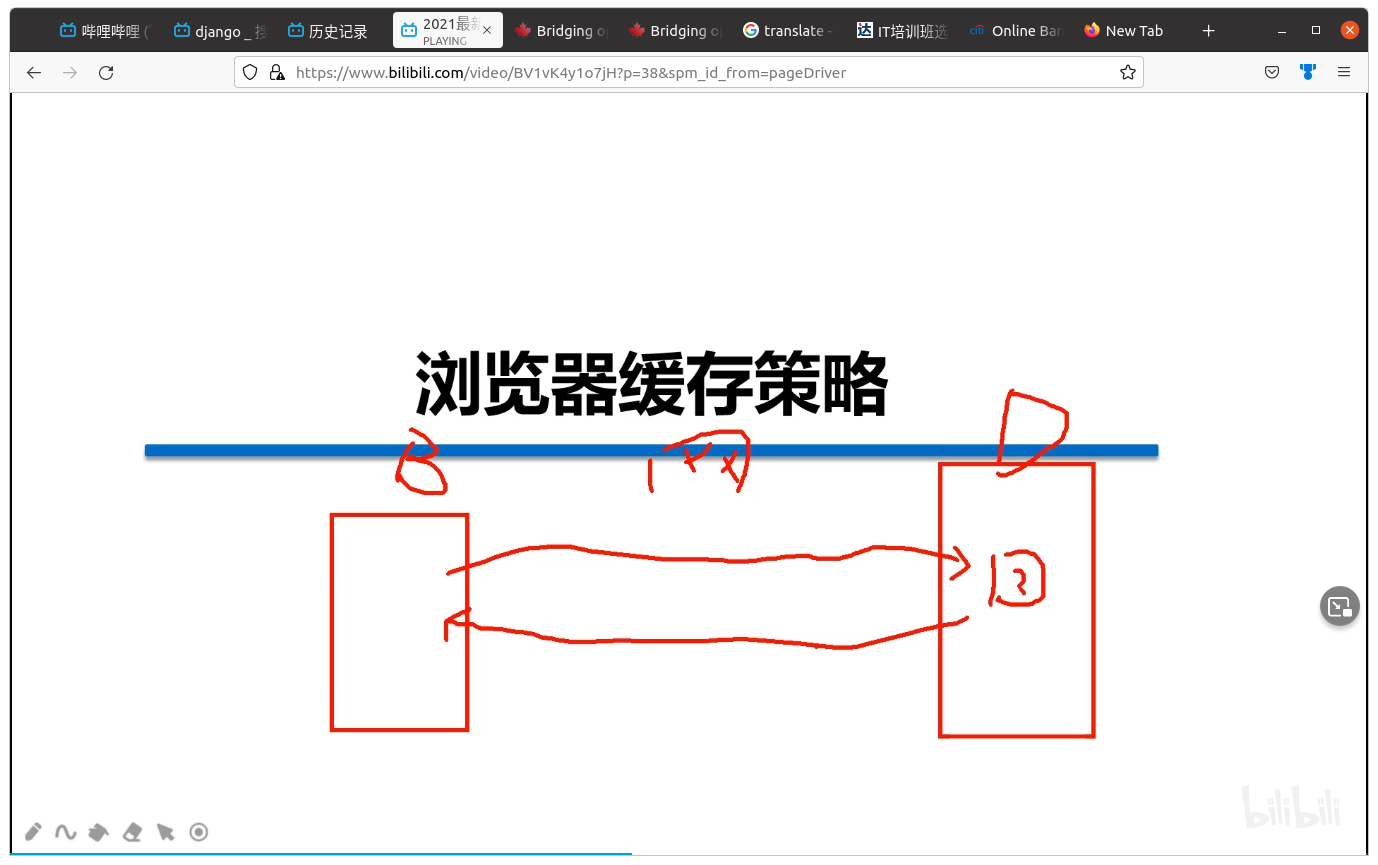 哔哩哔哩 (
django _ 搜
历史记录
2021最新
PLAYING
Bridging o
Bridging o
translate -
IT培训班选
Online Ban
New Tab
https://www.bilibili.com/video/BV1vK4y1o7jH?p=38&spm_id_from=pageDriver
浏览器缓存策略
B
D
bilibili